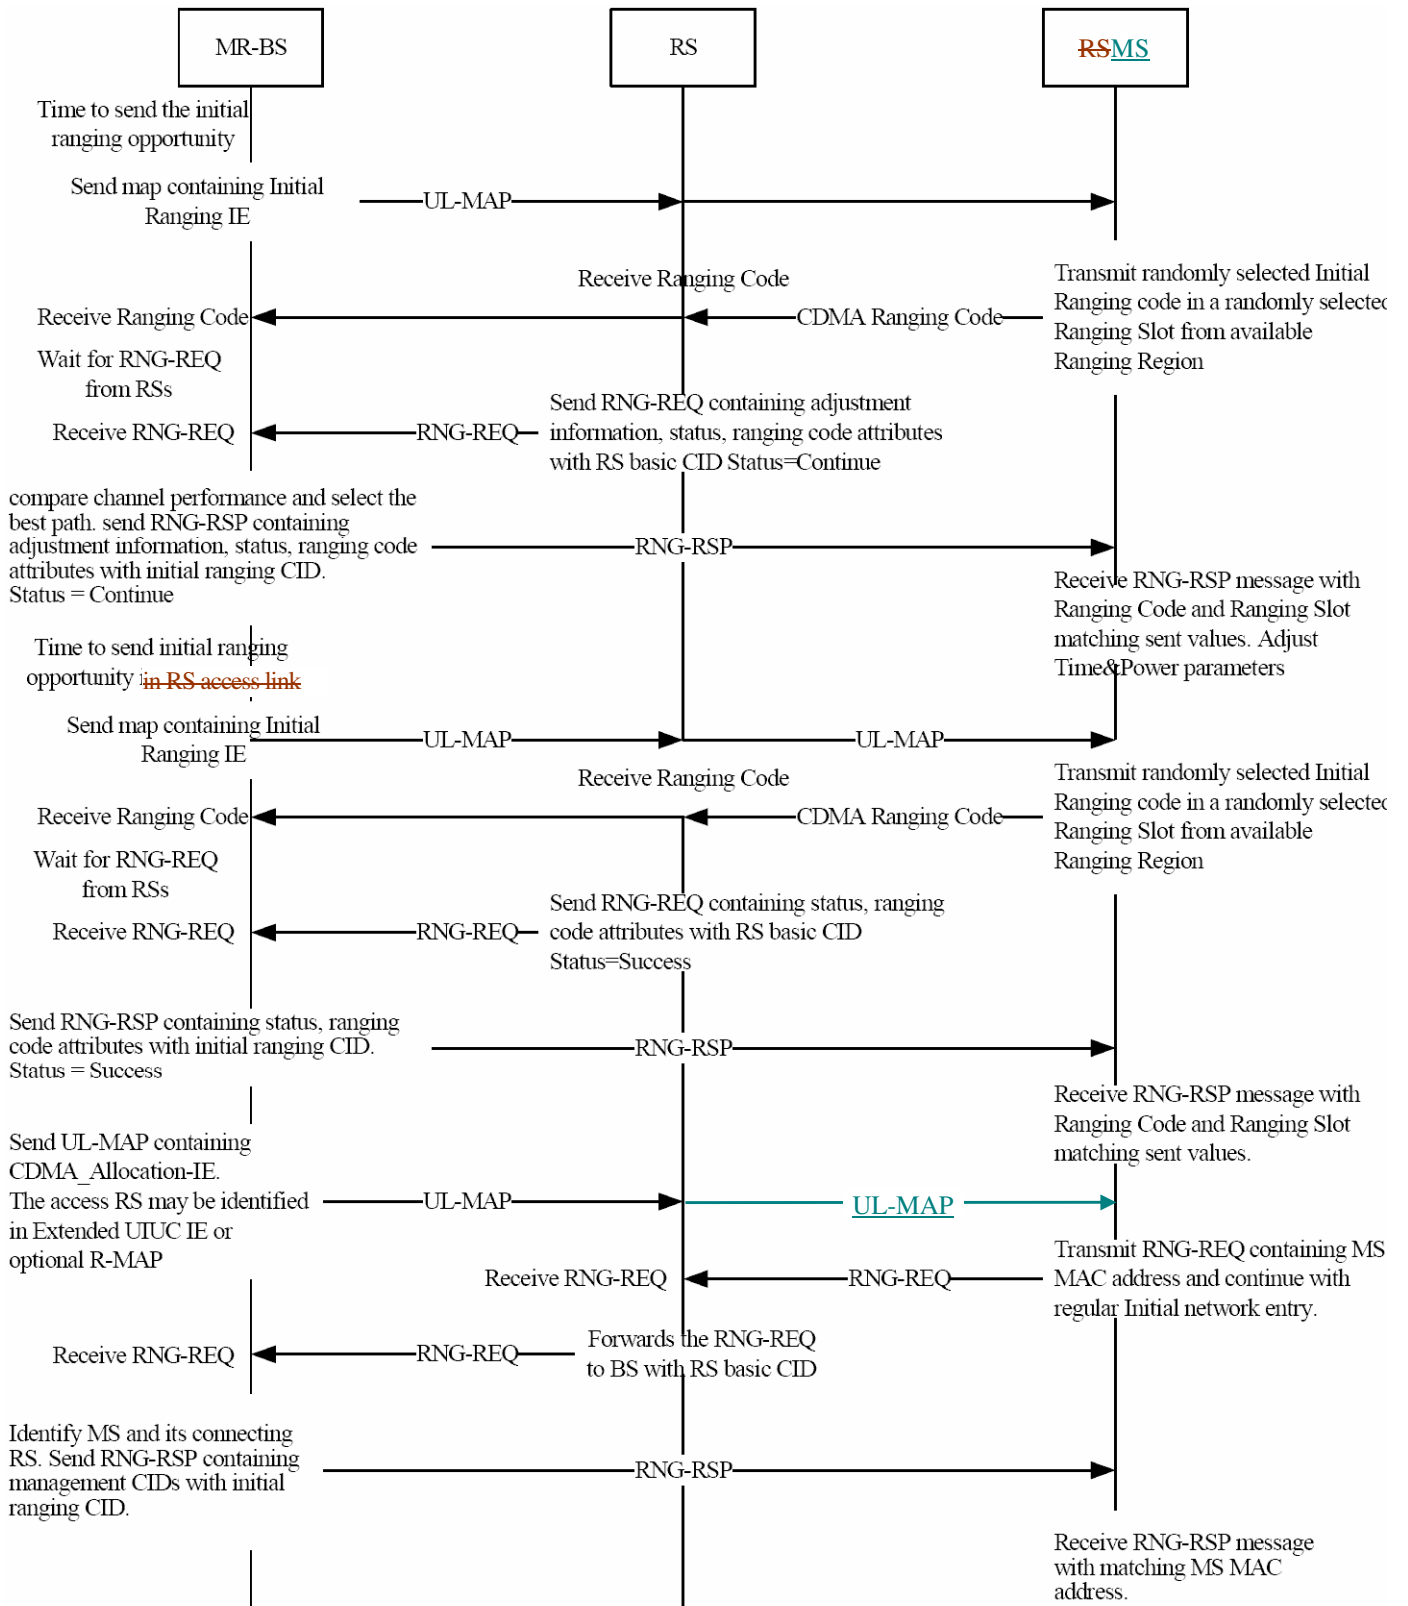 MR-BS
RS
RSMS
Time to send the initial
ranging opportunity
Send map containing Initial
Ranging IE
UL-MAP
Receive Ranging Code
Transmit randomly selected Initial
Ranging code in a randomly selected
Ranging Slot from available
Ranging Region
Receive Ranging Code
CDMA Ranging Code
Wait for RNG-REQ
from RSs
Receive RNG-REQ
RNG-REQ
Send RNG-REQ containing adjustment
information, status, ranging code attributes
with RS basic CID Status=Continue
compare channel performance and select the
best path. send RNG-RSP containing
adjustment information, status, ranging code
attributes with initial ranging CID.
Status = Continue
RNG-RSP
Receive RNG-RSP message with
Ranging Code and Ranging Slot
matching sent values. Adjust
Time&Power parameters
Time to send initial ranging
opportunity in RS access link
Send map containing Initial
Ranging IE
UL-MAP
UL-MAP
Receive Ranging Code
Transmit randomly selected Initial
Ranging code in a randomly selected
Ranging Slot from available
Ranging Region
Receive Ranging Code
CDMA Ranging Code
Wait for RNG-REQ
from RSs
Receive RNG-REQ
RNG-REQ
Send RNG-REQ containing status, ranging
code attributes with RS basic CID
Status=Success
Send RNG-RSP containing status, ranging
code attributes with initial ranging CID.
Status = Success
RNG-RSP
Receive RNG-RSP message with
Ranging Code and Ranging Slot
matching sent values.
Send UL-MAP containing
CDMA_Allocation-IE.
The access RS may be identified
in Extended UIUC IE or
optional R-MAP
UL-MAP
UL-MAP
Transmit RNG-REQ containing MS
MAC address and continue with
regular Initial network entry.
Receive RNG-REQ
RNG-REQ
Receive RNG-REQ
RNG-REQ
Forwards the RNG-REQ
to BS with RS basic CID
Identify MS and its connecting
RS. Send RNG-RSP containing
management CIDs with initial
ranging CID.
RNG-RSP
Receive RNG-RSP message
with matching MS MAC
address.